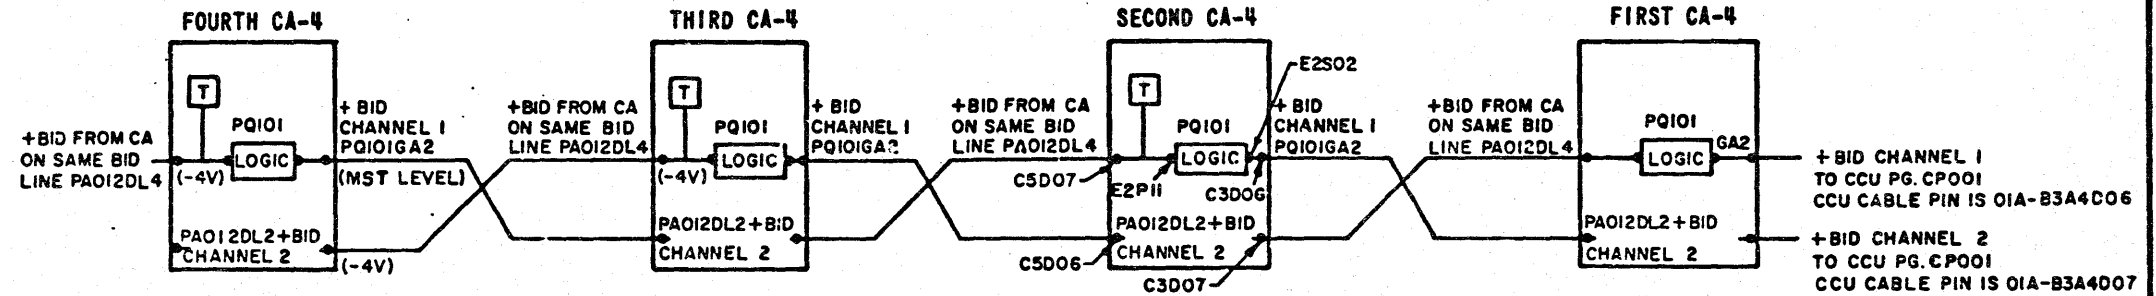 FOURTH CA-4
THIRD CA-4
SECOND CA-4
FIRST CA-4
+BID FROM CA
ON SAME BID
LINE PA012DL4
T
PQ101
LOGIC
(-4V)
PA012DL2+BID
CHANNEL 2
+ BID
CHANNEL 1
PQ101GA2
(MST LEVEL)
(-4V)
+BID FROM CA
ON SAME BID
LINE PA012DL4
T
PQ101
LOGIC
(-4V)
PA012DL2+BID
CHANNEL 2
+ BID
CHANNEL 1
PQ101GA2
+BID FROM CA
ON SAME BID
LINE PA012DL4
C5D07
T
PQ101
LOGIC
E2P11
E2S02
C3D06
PA012DL2+BID
CHANNEL 2
C5D06
C3D07
+ BID
CHANNEL 1
PQ101GA2
+BID FROM CA
ON SAME BID
LINE PA012DL4
PQ101
LOGIC
GA2
PA012DL2+BID
CHANNEL 2
+BID CHANNEL 1
TO CCU PG.CP001
CCU CABLE PIN IS 01A-B3A4D06
+BID CHANNEL 2
TO CCU PG.CP001
CCU CABLE PIN IS 01A-B3A4D07